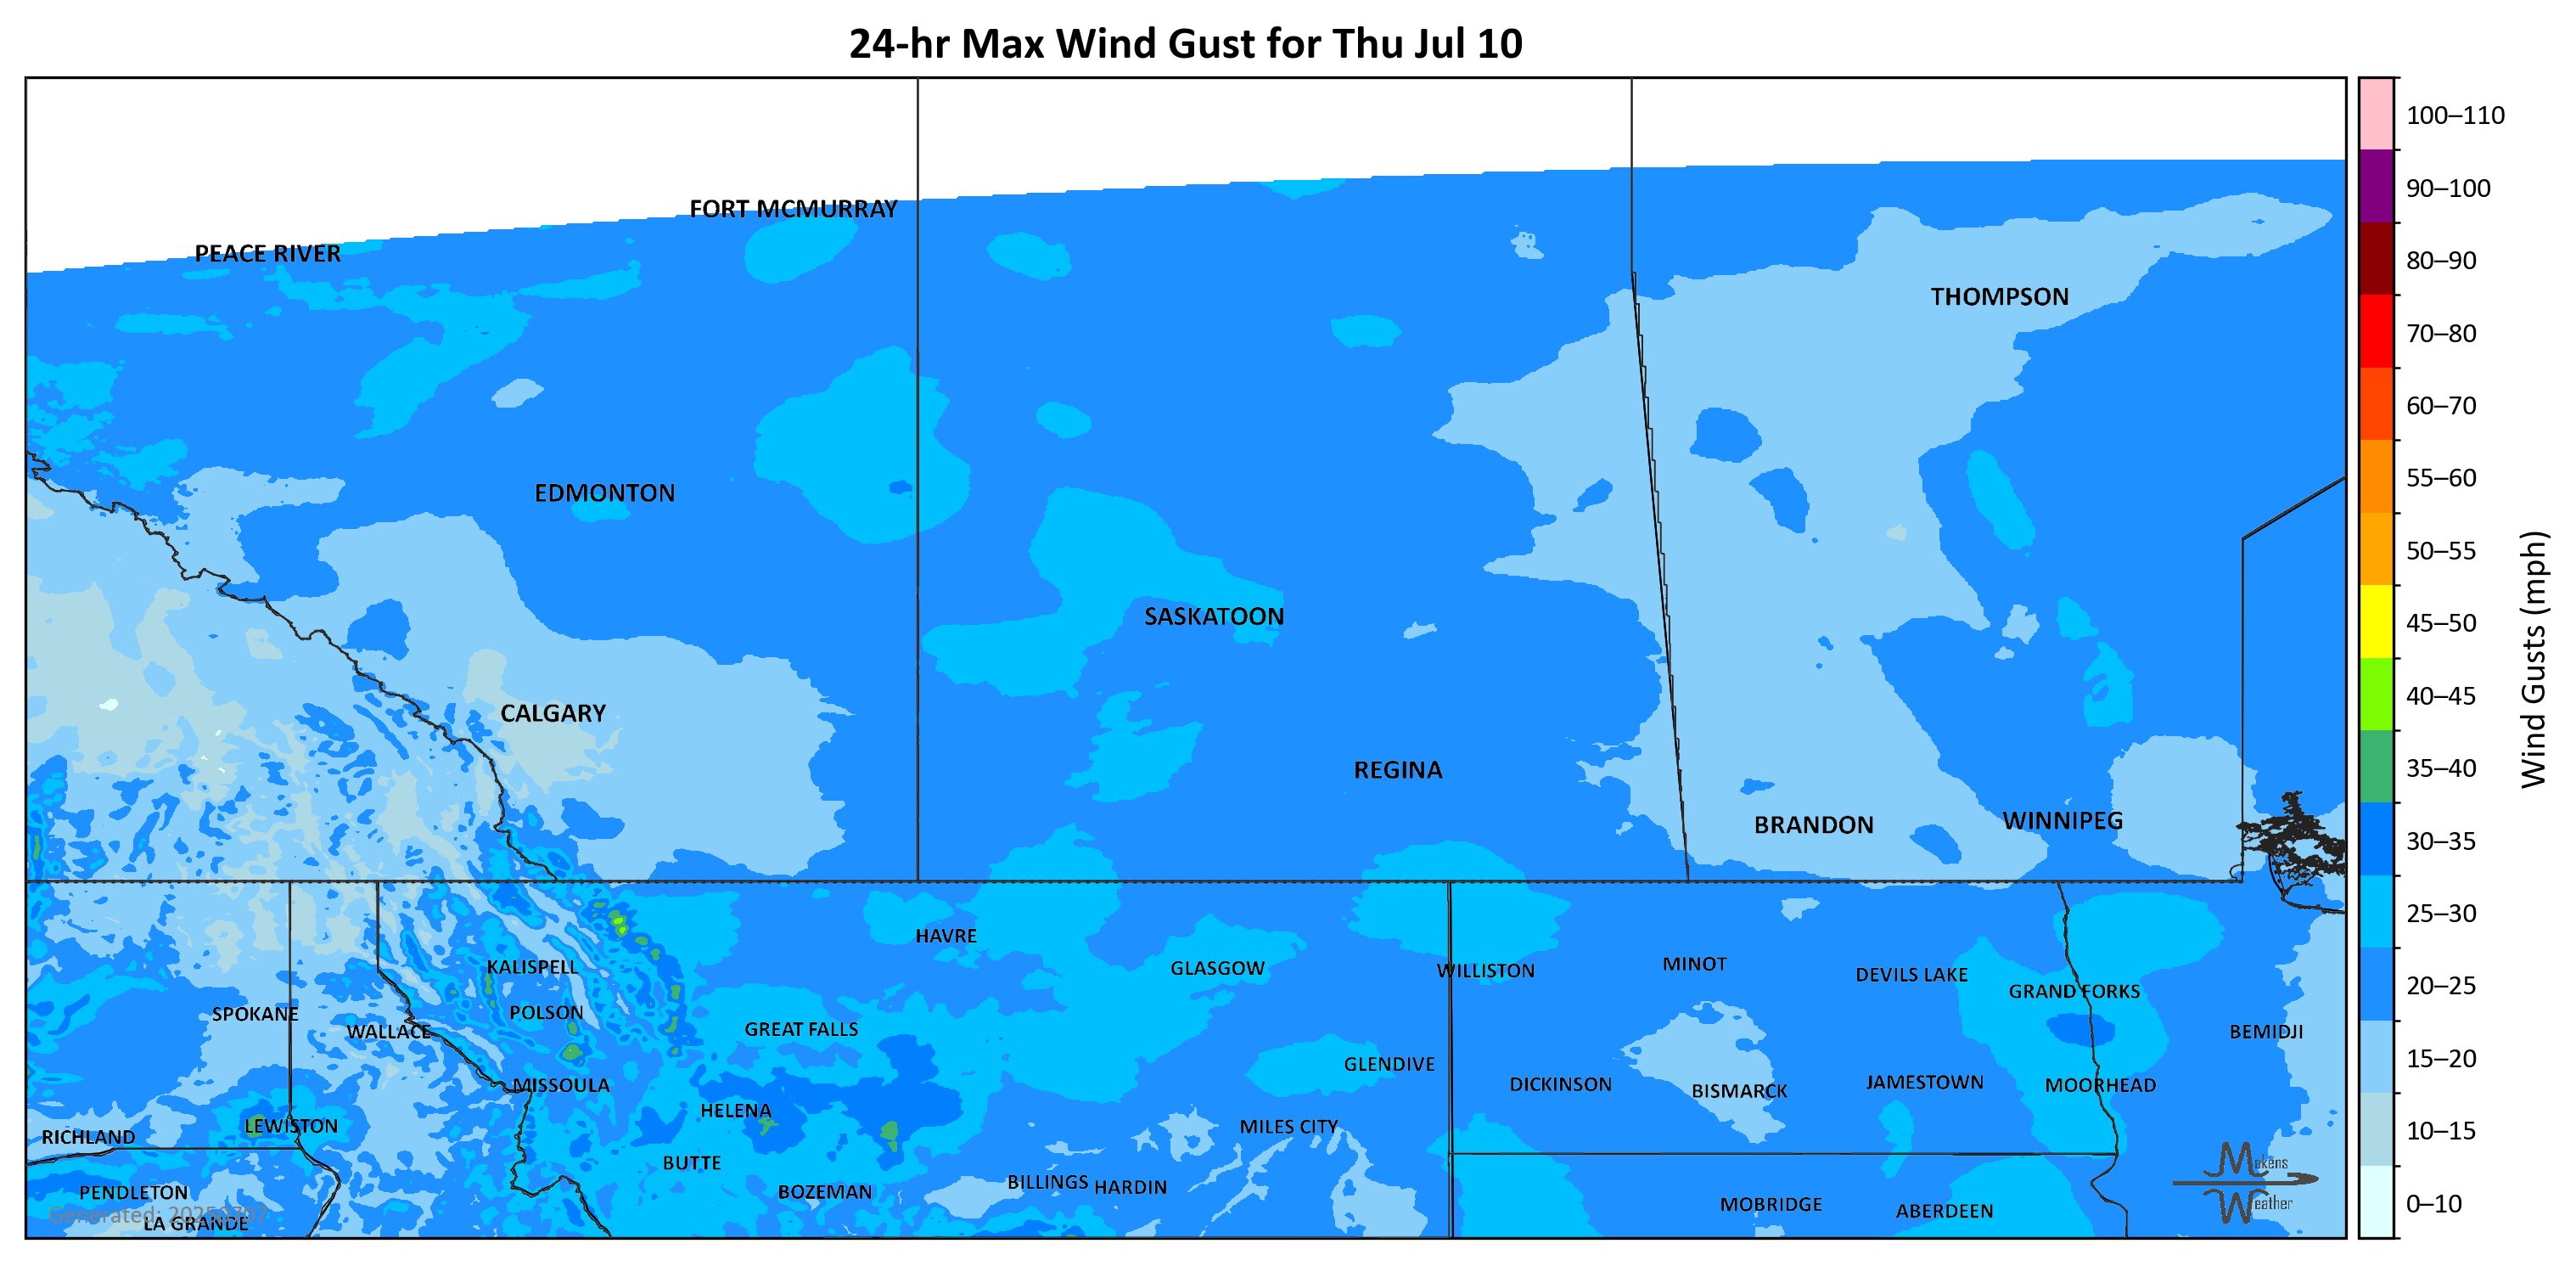 24-hr Max Wind Gust for Thu Jul 10
100–110
FORT MCMURRAY
90–100
PEACE RIVER
80–90
THOMPSON
70–80
60–70
EDMONTON
55–60
50–55
SASKATOON
45–50
Wind Gusts (mph)
CALGARY
40–45
REGINA
35–40
BRANDON
WINNIPEG
30–35
HAVRE
25–30
KALISPELL
GLASGOW
WILLISTON
MINOT
DEVILS LAKE
GRAND FORKS
20–25
SPOKANE
POLSON
WALLACE
GREAT FALLS
BEMIDJI
15–20
GLENDIVE
MISSOULA
DICKINSON
BISMARCK
JAMESTOWN
MOORHEAD
HELENA
LEWISTON
MILES CITY
10–15
RICHLAND
BUTTE
Makens
Weather
PENDLETON
BOZEMAN
BILLINGS
HARDIN
MOBRIDGE
ABERDEEN
0–10
Generated: 20250707
LA GRANDE